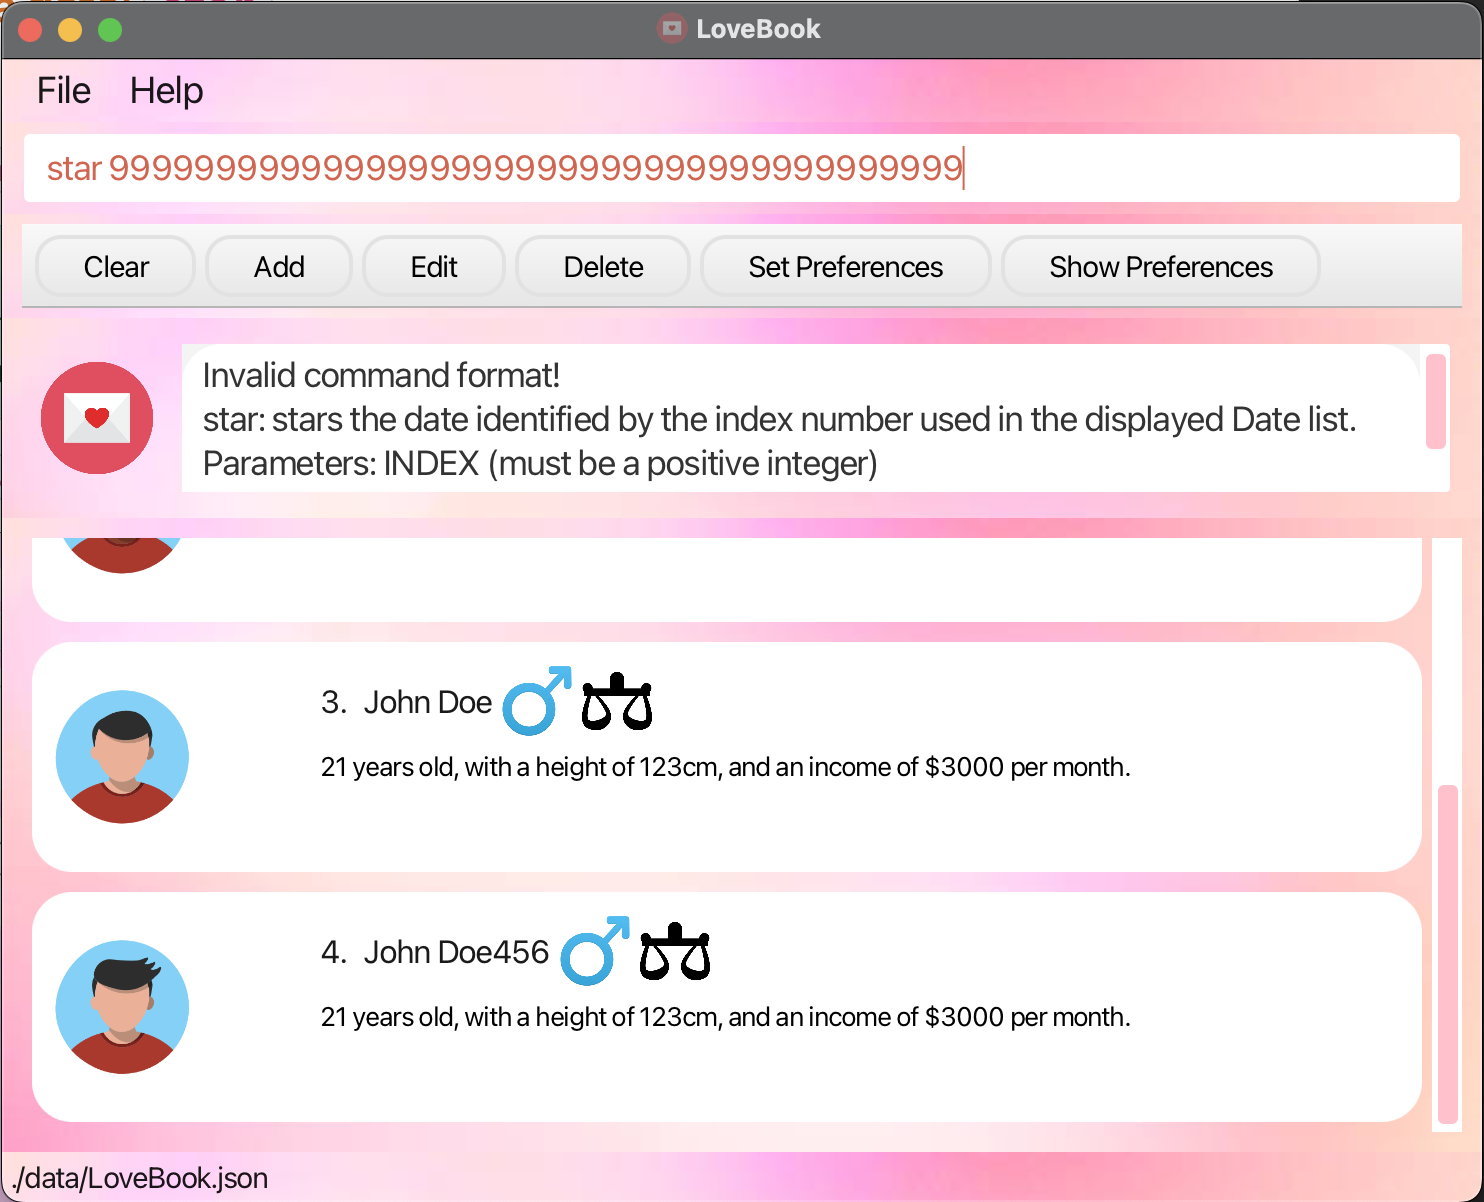 LoveBook
File Help
star 9999999999999999999999999999999999999999
Clear Add Edit Delete Set Preferences Show Preferences
Invalid command format!
star: stars the date identified by the index number used in the displayed Date list.
Parameters: INDEX (must be a positive integer)
3. John Doe
21 years old, with a height of 123cm, and an income of $3000 per month.
4. John Doe456
21 years old, with a height of 123cm, and an income of $3000 per month.
./data/LoveBook.json